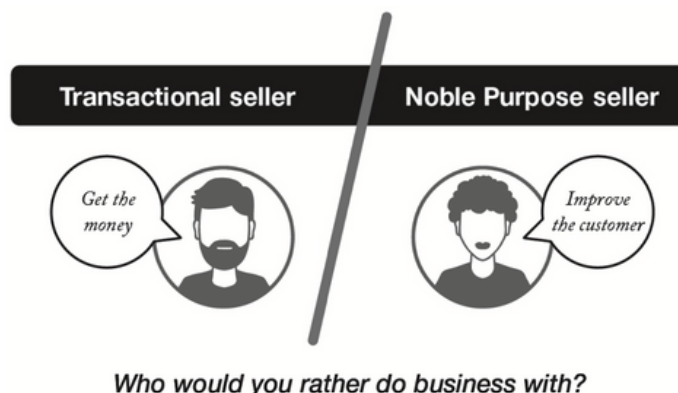 Transactional seller
Noble Purpose seller
Get the
money
Improve
the customer
Who would you rather do business with?